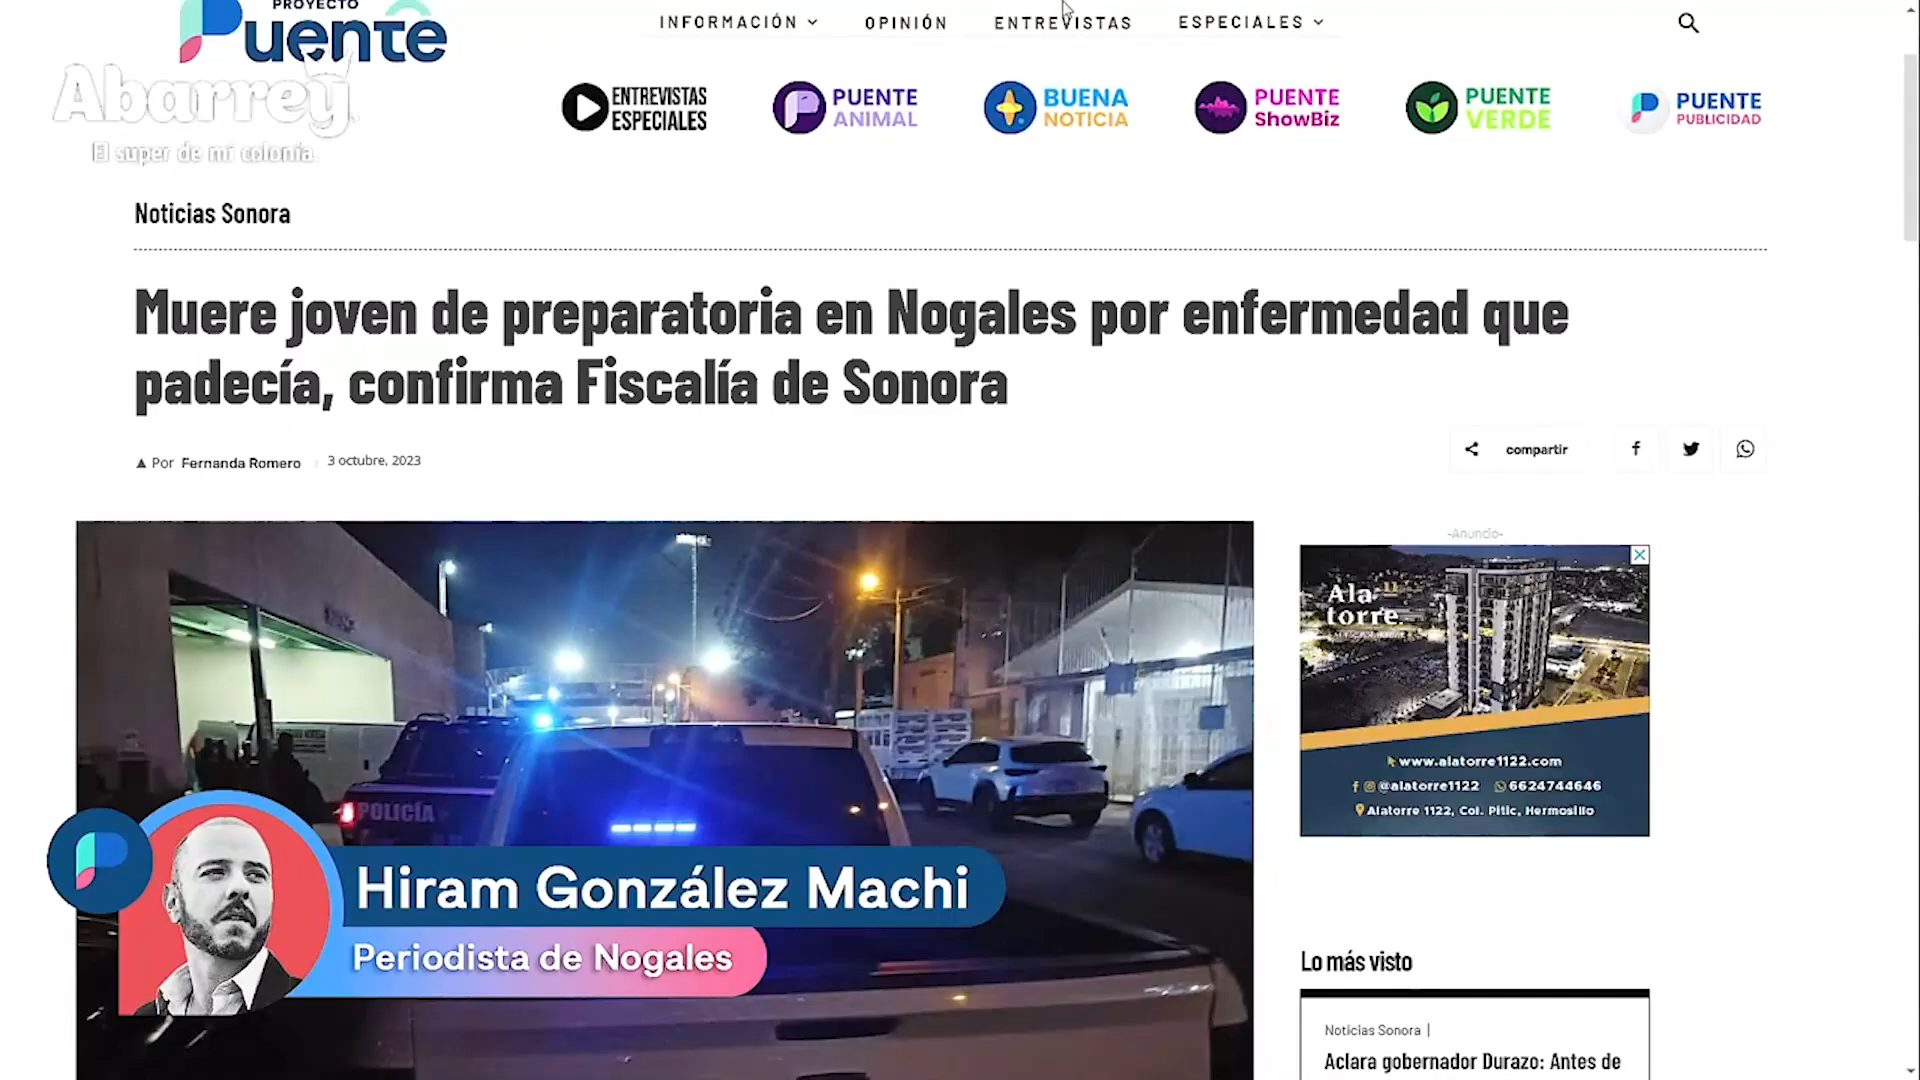 PROYECTO
Puente
INFORMACIÓN
OPINIÓN
ENTREVISTAS
ESPECIALES
Abarrey
El super de mi colonia.
ENTREVISTAS
ESPECIALES
PUENTE
ANIMAL
BUENA
NOTICIA
PUENTE
ShowBiz
PUENTE
VERDE
PUENTE
PUBLICIDAD
Noticias Sonora
Muere joven de preparatoria en Nogales por enfermedad que
padecía, confirma Fiscalía de Sonora
Por Fernanda Romero
3 octubre, 2023
compartir
-Anuncio-
Ala
torre
www.alatorre1122.com
@alatorre1122 6624744646
Alatorre 1122, Col. Pitic, Hermosillo
POLICÍA
Hiram González Machi
Periodista de Nogales
Lo más visto
Noticias Sonora |
Aclara gobernador Durazo: Antes de